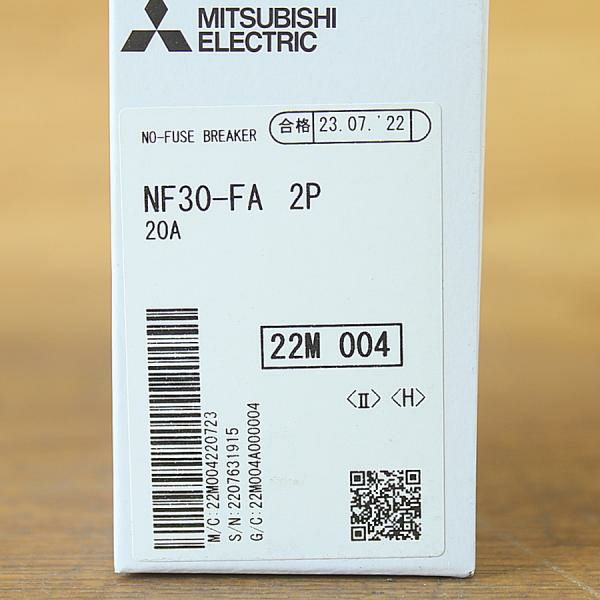 MITSUBISHI
ELECTRIC
NO-FUSE BREAKER 合格 23.07.'22
NF30-FA 2P
20A
22M 004
<II> <H>
M/C:22M004220723
S/N:2207631915
G/C:22M004A000004